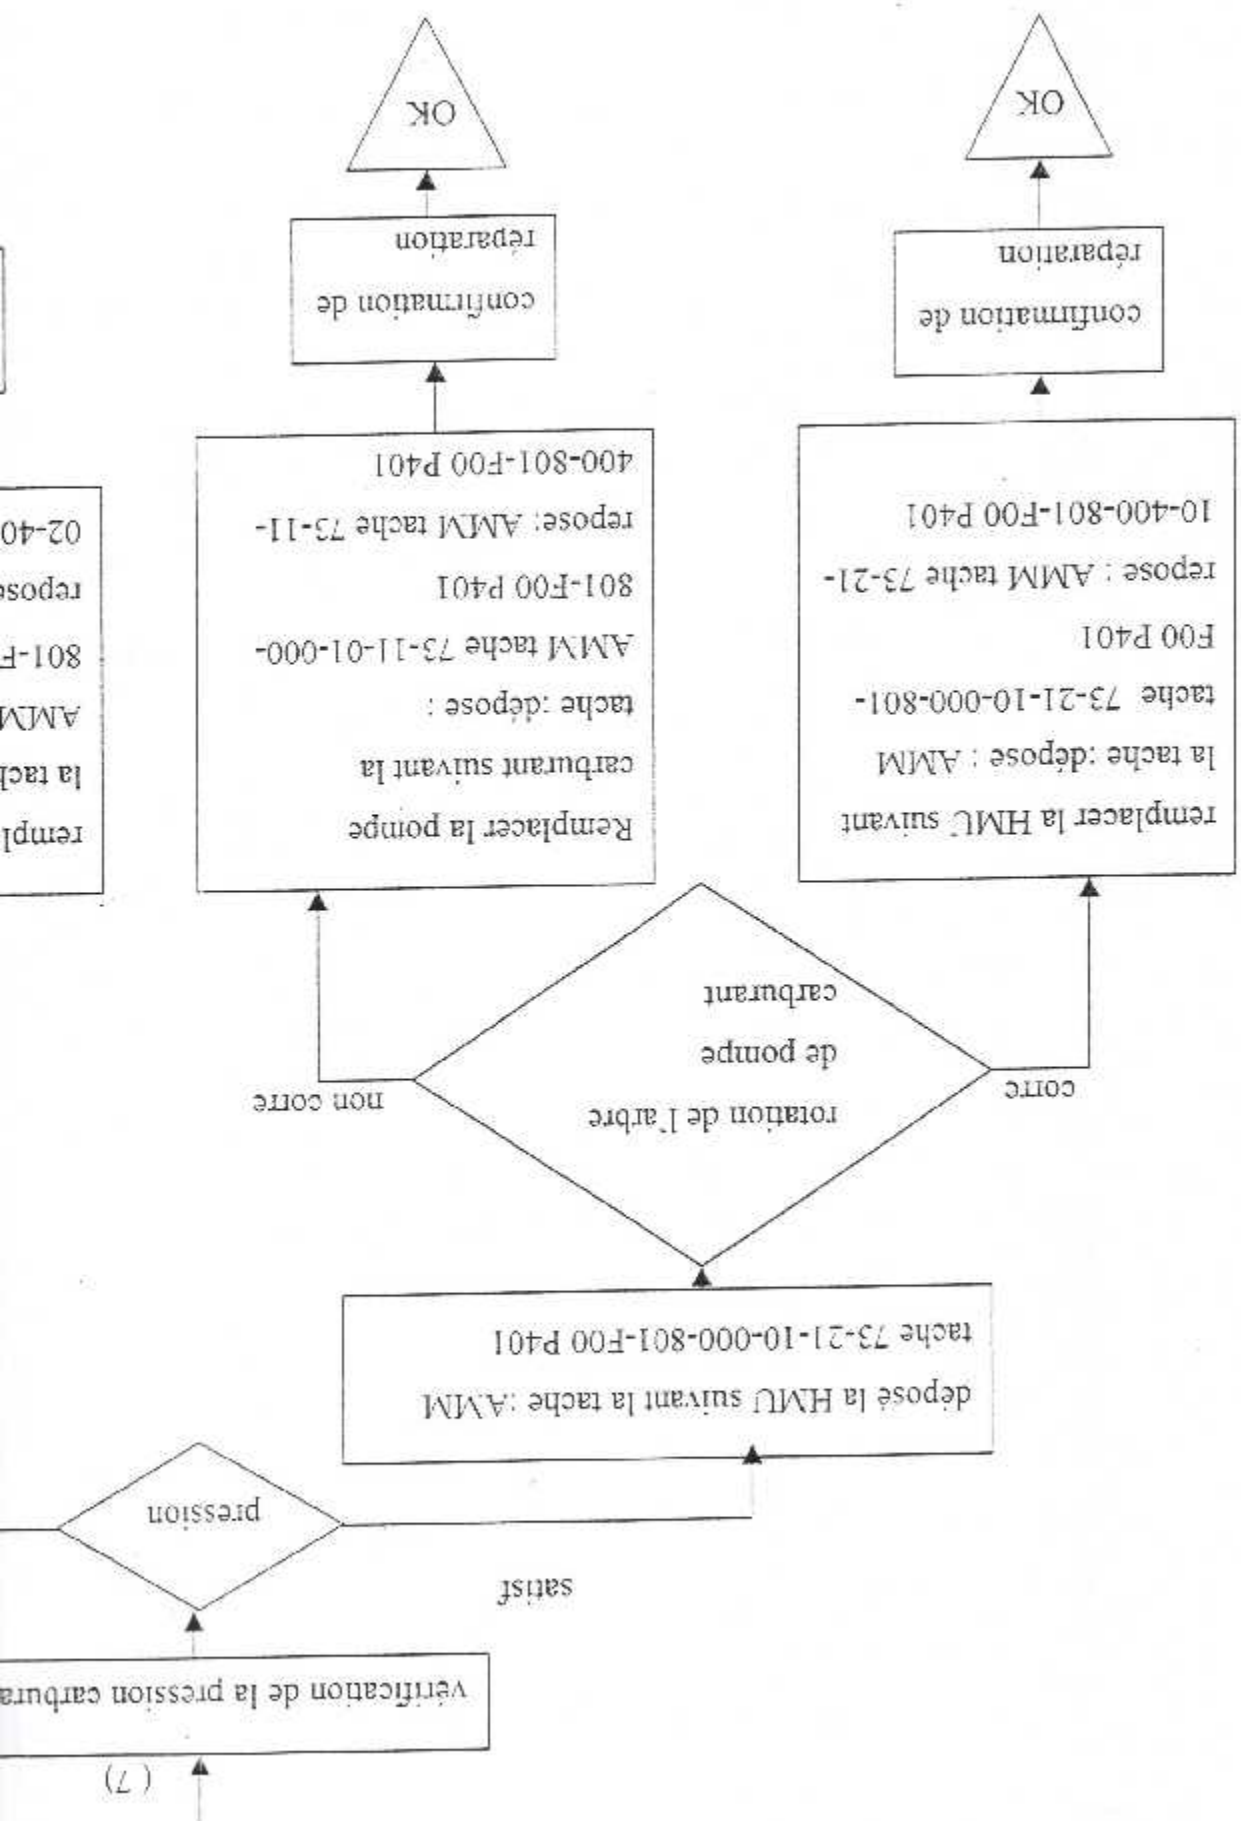 ( 7 )
vérification de la pression carbura
pression
satisf
déposé la HMU suivant la tache :AMM
tache 73-21-10-000-801-F00 P401
rotation de l'arbre
de pompe
carburant
corre
non corre
remplacer la HMU suivant
la tache :dépose : AMM
tache 73-21-10-000-801-
F00 P401
repose : AMM tache 73-21-
10-400-801-F00 P401
confirmation de
réparation
OK
Remplacer la pompe
carburant suivant la
tache :dépose :
AMM tache 73-11-01-000-
801-F00 P401
repose: AMM tache 73-11-
400-801-F00 P401
confirmation de
réparation
OK
rempl
la tach
AMM
801-F
repose
02-40